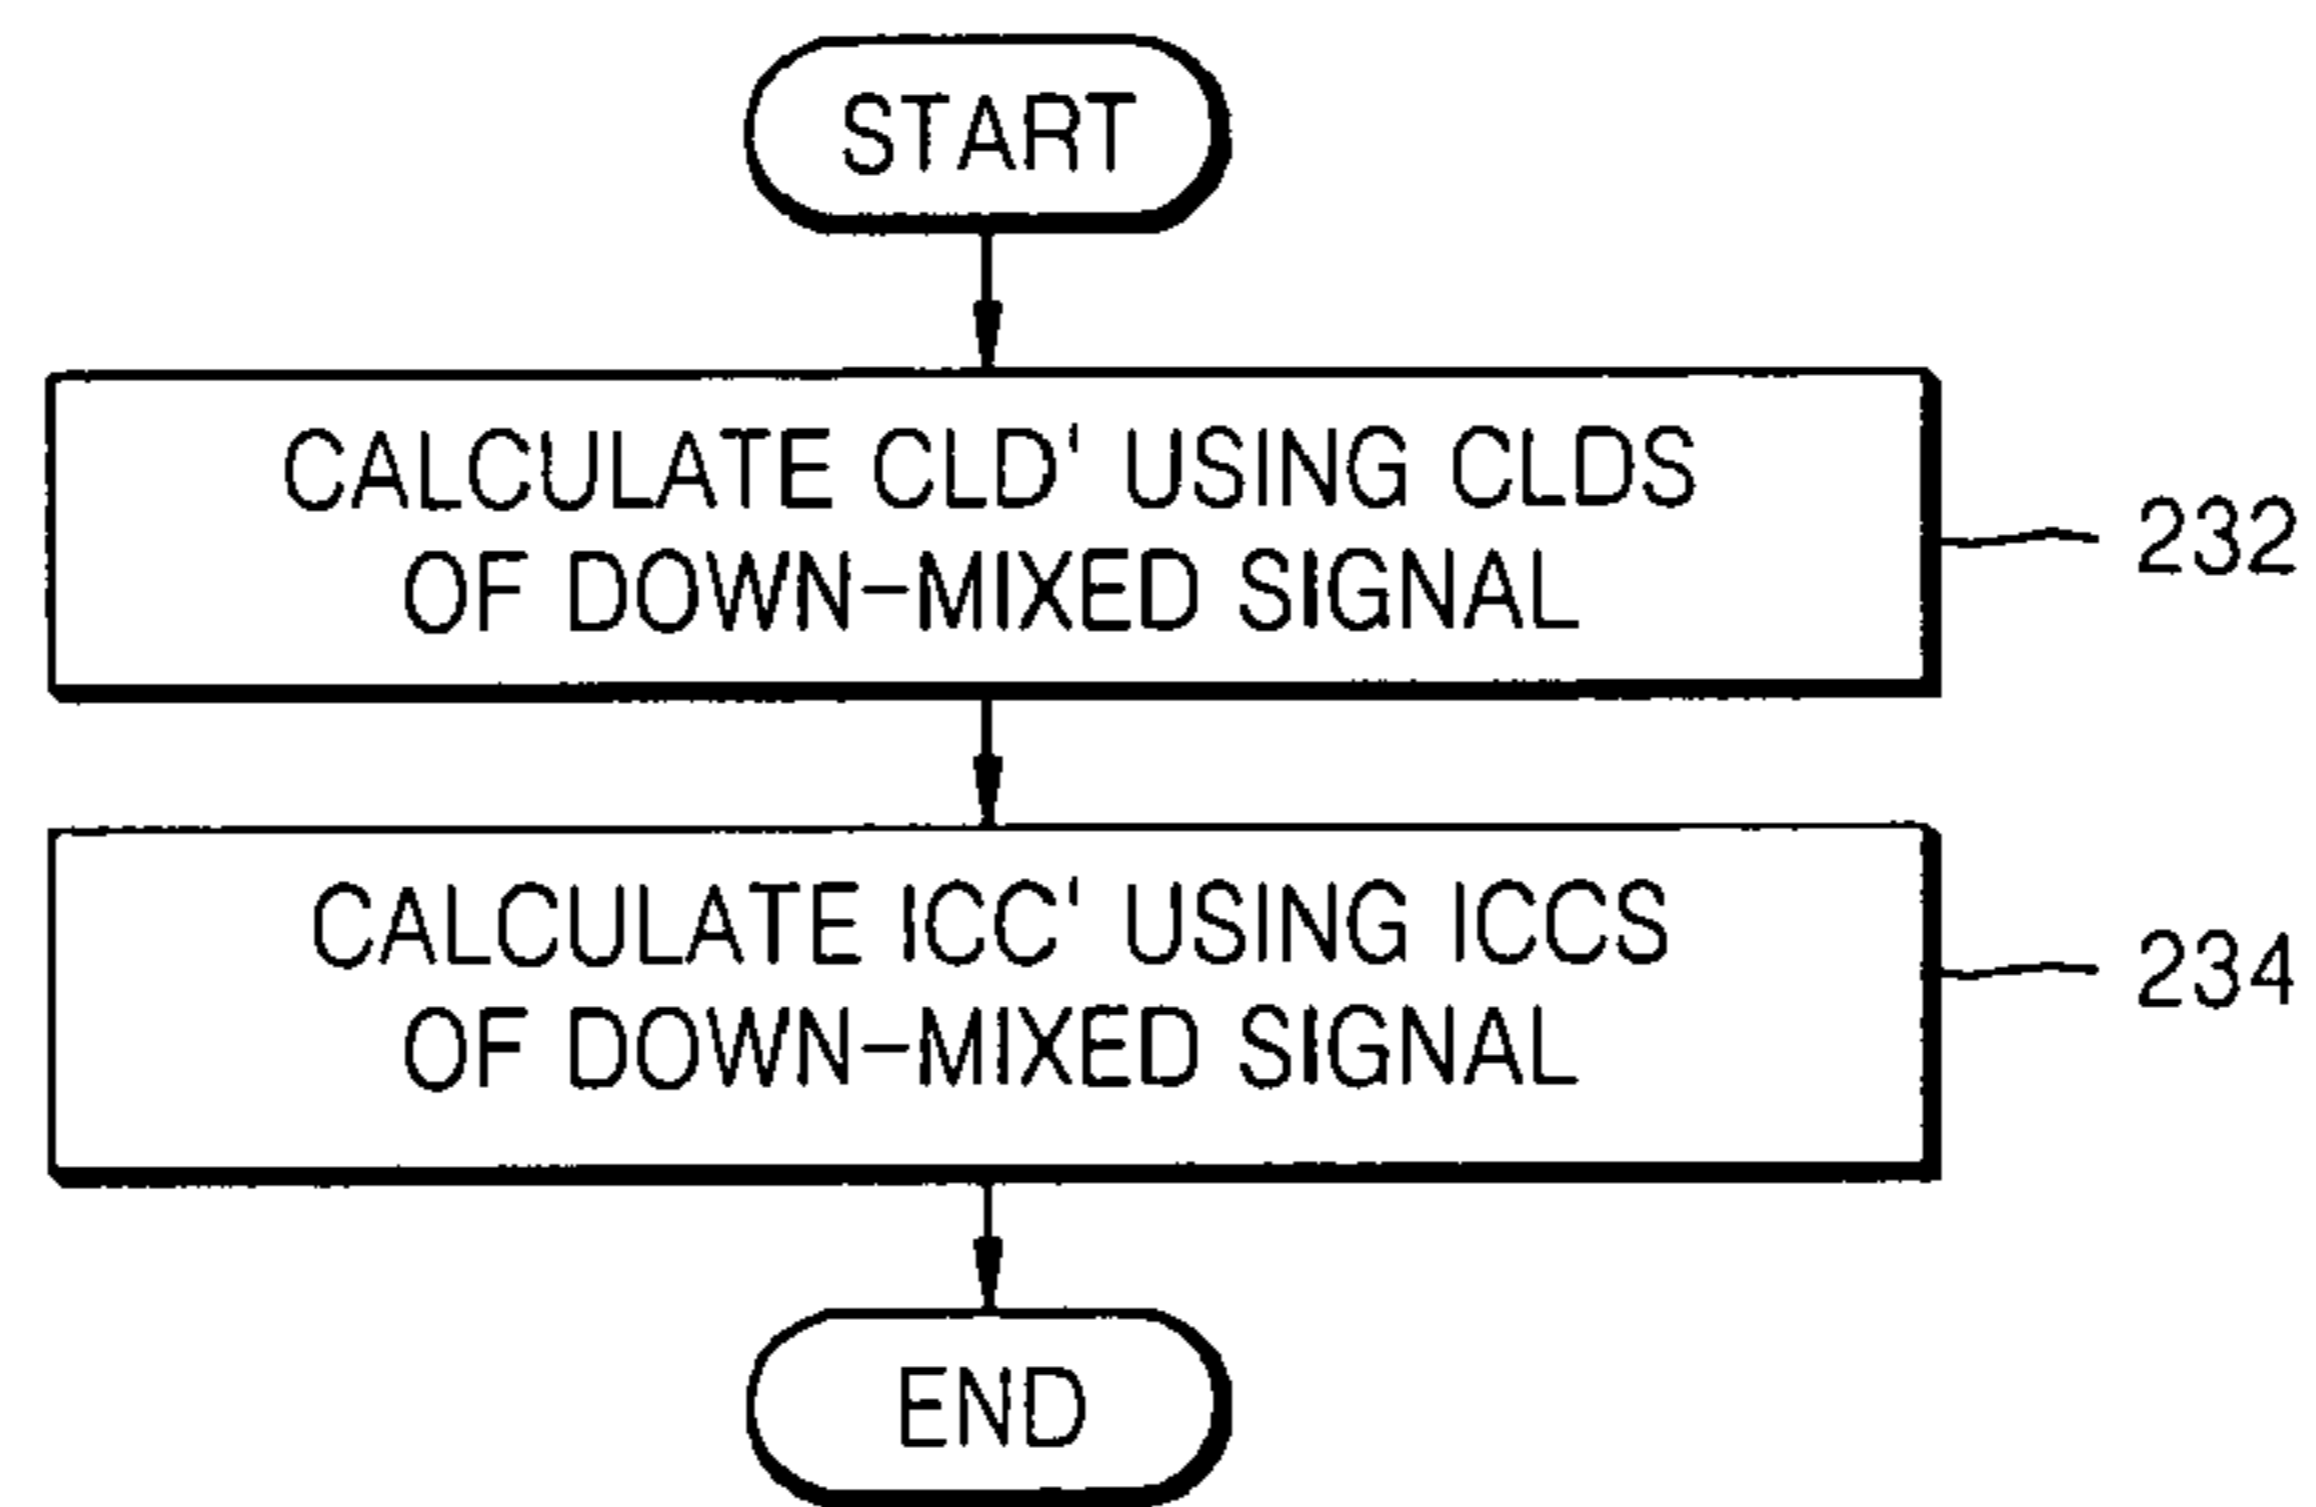 START
CALCULATE CLD' USING CLDS
OF DOWN-MIXED SIGNAL
232
CALCULATE ICC' USING ICCS
OF DOWN-MIXED SIGNAL
234
END